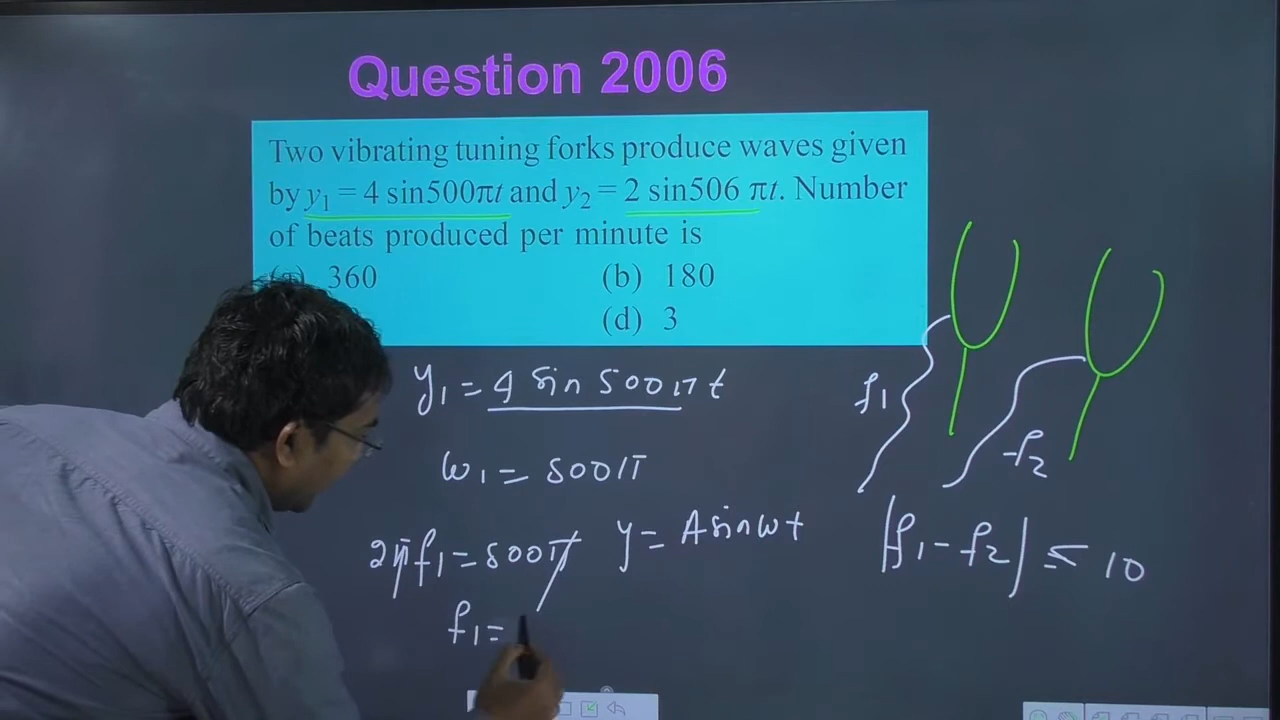 Question 2006
Two vibrating tuning forks produce waves given
by y₁ = 4 sin500πt and y₂ = 2 sin506 πt. Number
of beats produced per minute is
360
(b) 180
(d) 3
y₁ = 4 sin 500π t
ω₁ = 500π
2πf₁ = 500π
y = A sin ωt
f₁ =
f₁
f₂
|f₁ - f₂| ≤ 10